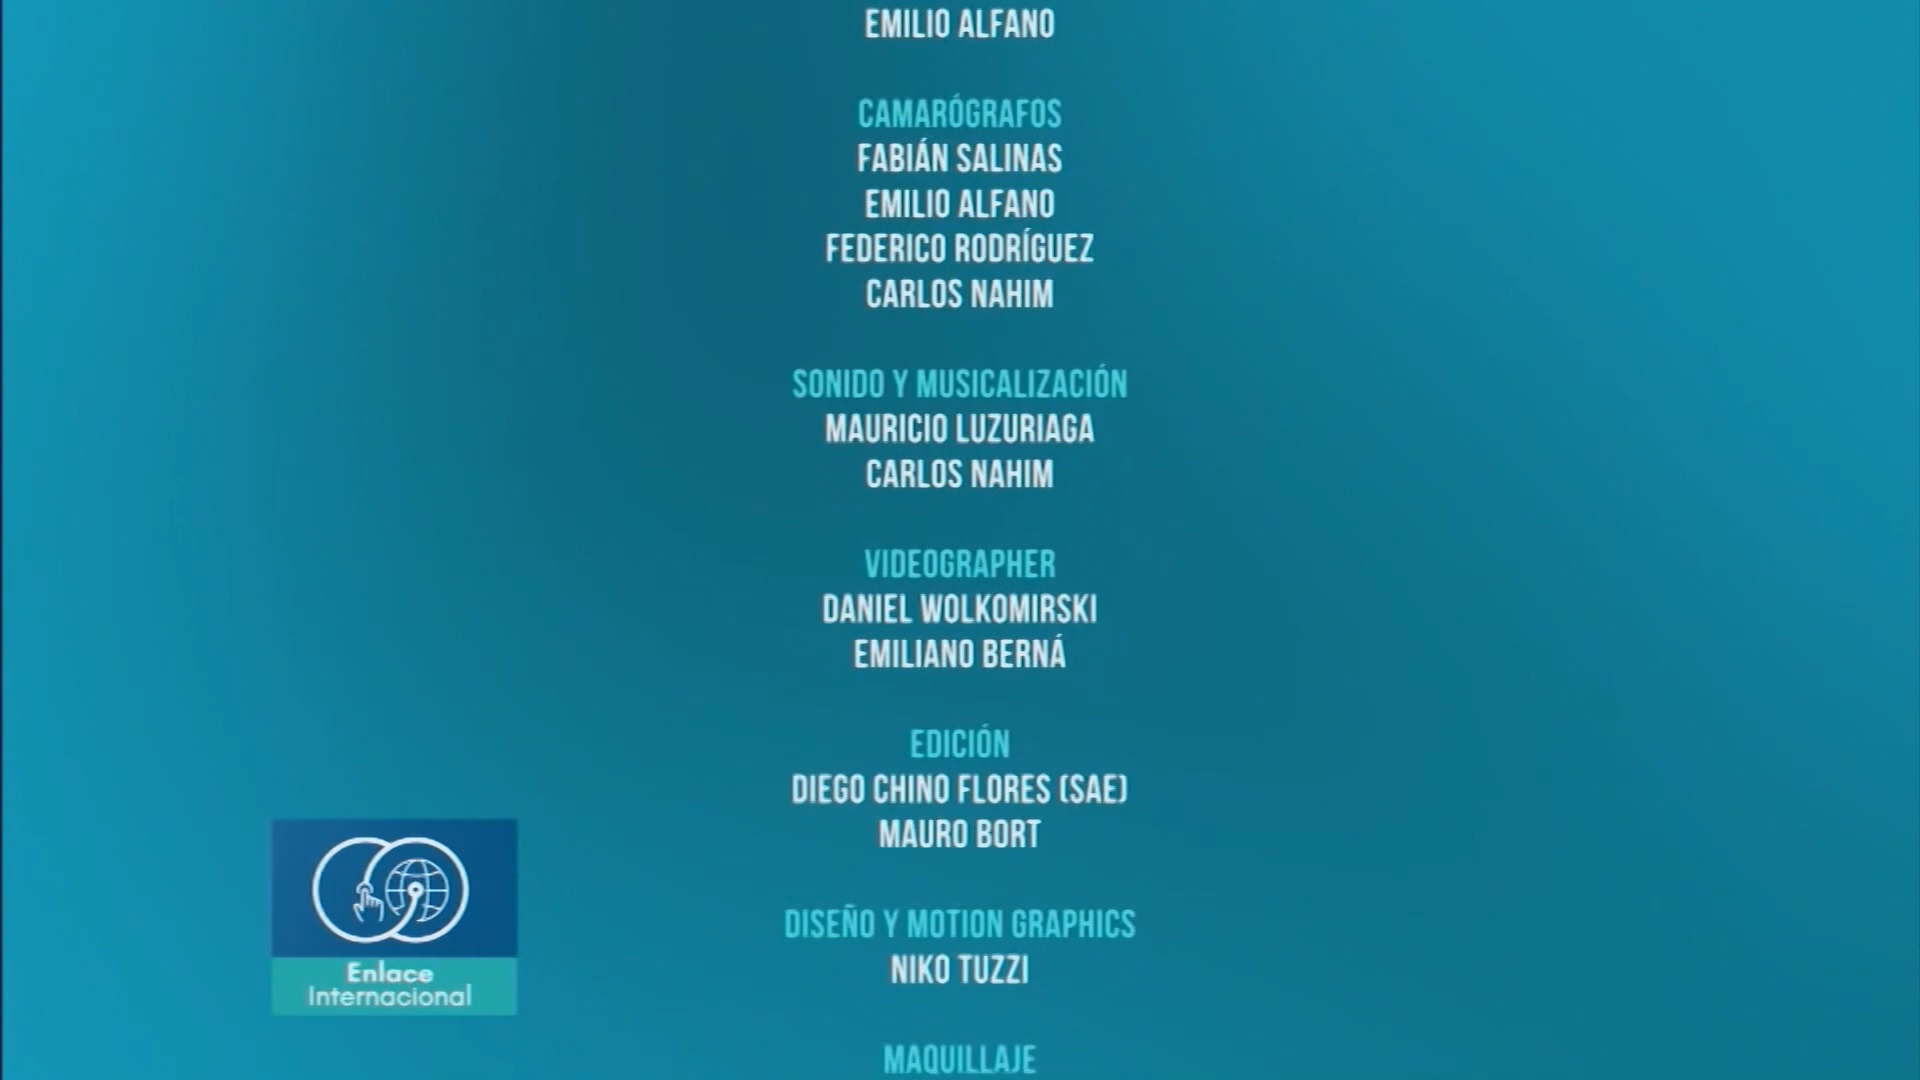 EMILIO ALFANO
CAMARÓGRAFOS
FABIÁN SALINAS
EMILIO ALFANO
FEDERICO RODRÍGUEZ
CARLOS NAHIM
SONIDO Y MUSICALIZACIÓN
MAURICIO LUZURIAGA
CARLOS NAHIM
VIDEOGRAPHER
DANIEL WOLKOMIRSKI
EMILIANO BERNÁ
EDICIÓN
DIEGO CHINO FLORES (SAE)
MAURO BORT
DISEÑO Y MOTION GRAPHICS
NIKO TUZZI
MAQUILLAJE
Enlace
Internacional